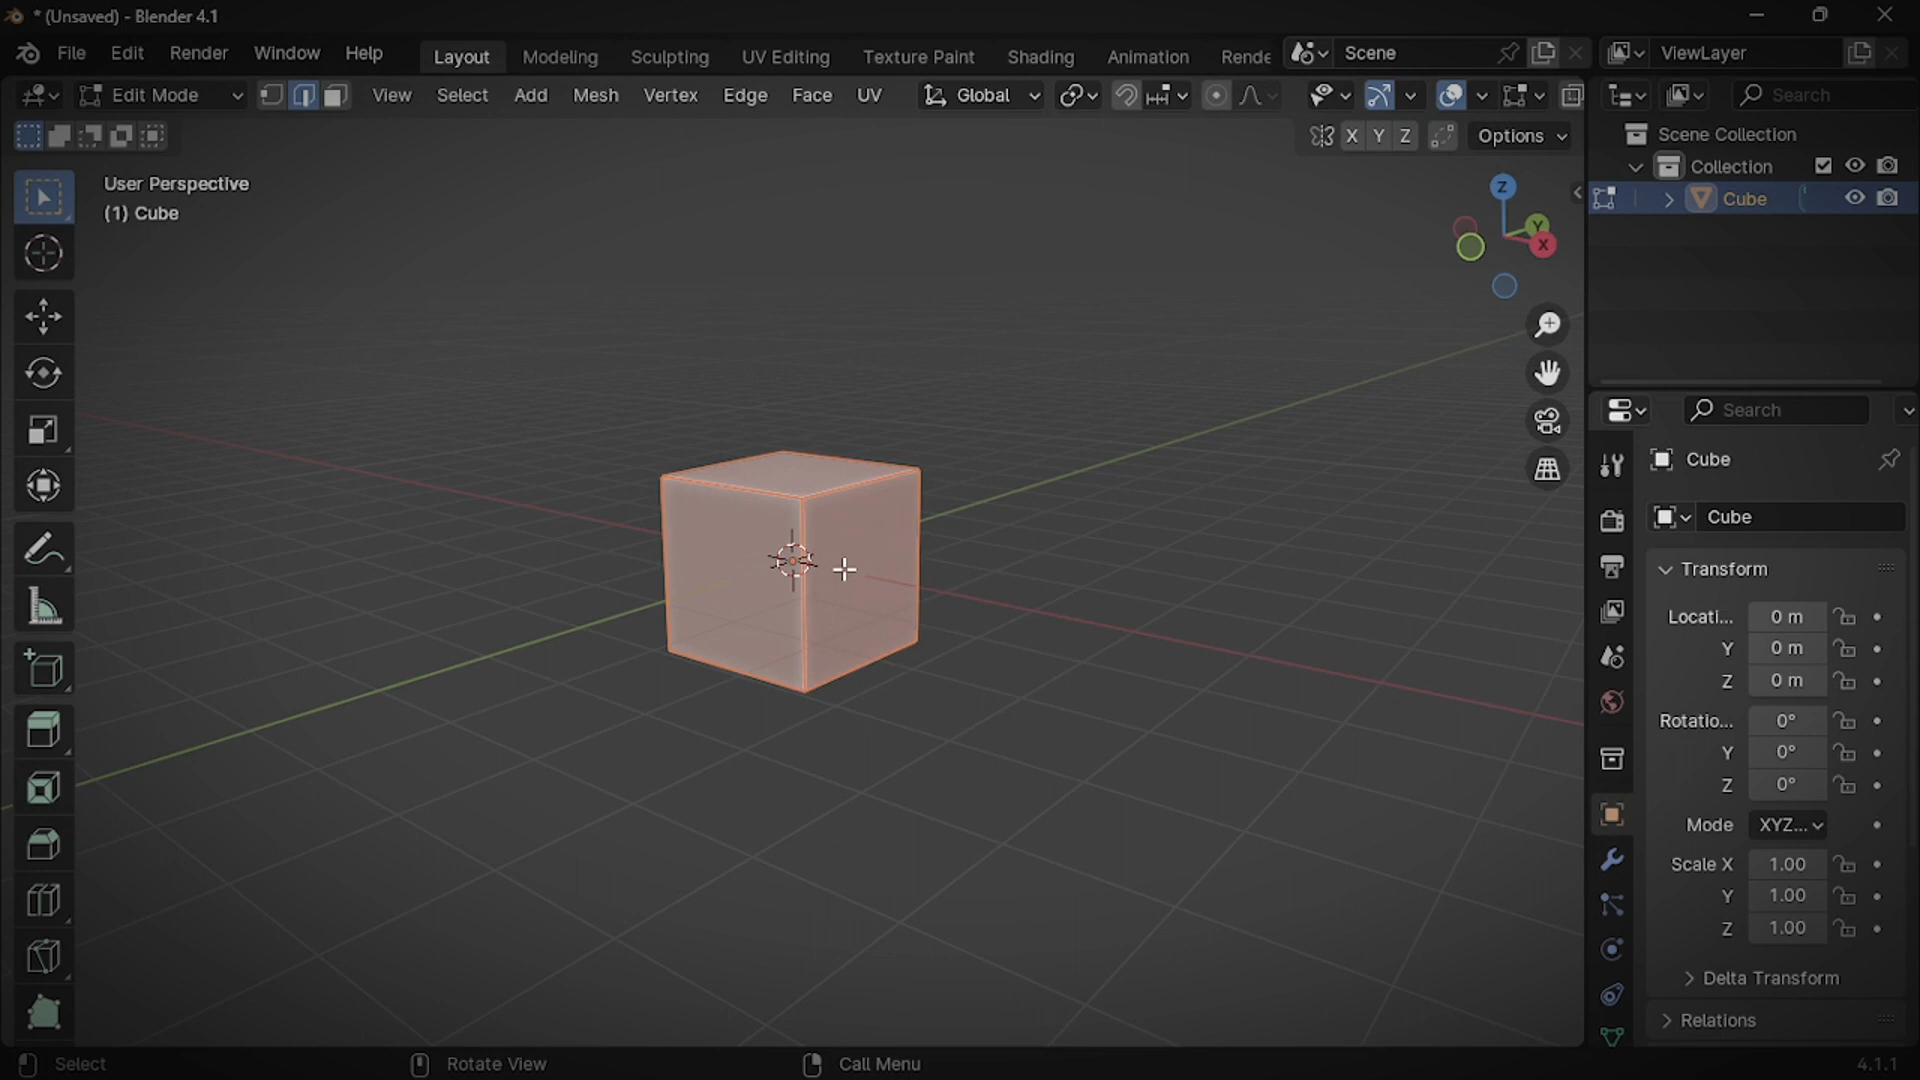 * (Unsaved) - Blender 4.1
File Edit Render Window Help Layout Modeling Sculpting UV Editing Texture Paint Shading Animation Rende Scene ViewLayer
Edit Mode View Select Add Mesh Vertex Edge Face UV Global Search
X Y Z Options
Scene Collection
Collection
Cube
User Perspective
(1) Cube
Z
Y
X
Search
Cube
Cube
Transform
Locati... 0 m
Y 0 m
Z 0 m
Rotatio... 0°
Y 0°
Z 0°
Mode XYZ...
Scale X 1.00
Y 1.00
Z 1.00
Delta Transform
Relations
Select Rotate View Call Menu 4.1.1